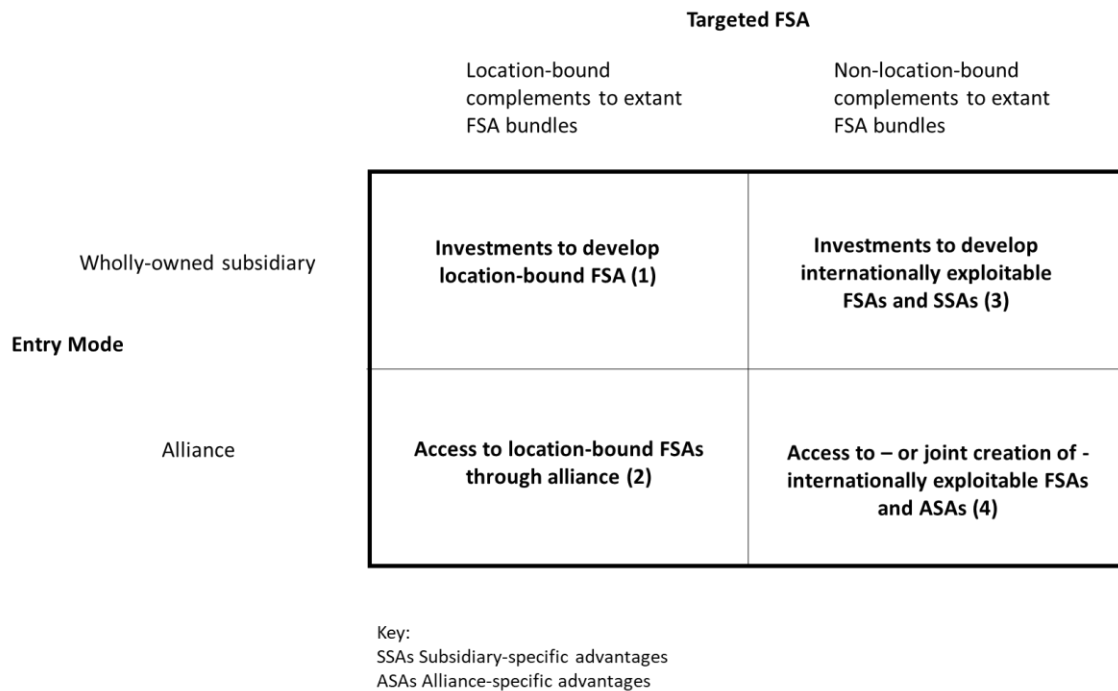 Targeted FSA
Location-bound
complements to extant
FSA bundles
Non-location-bound
complements to extant
FSA bundles
Wholly-owned subsidiary
Investments to develop
location-bound FSA (1)
Investments to develop
internationally exploitable
FSAs and SSAs (3)
Entry Mode
Alliance
Access to location-bound FSAs
through alliance (2)
Access to – or joint creation of -
internationally exploitable FSAs
and ASAs (4)
Key:
SSAs Subsidiary-specific advantages
ASAs Alliance-specific advantages